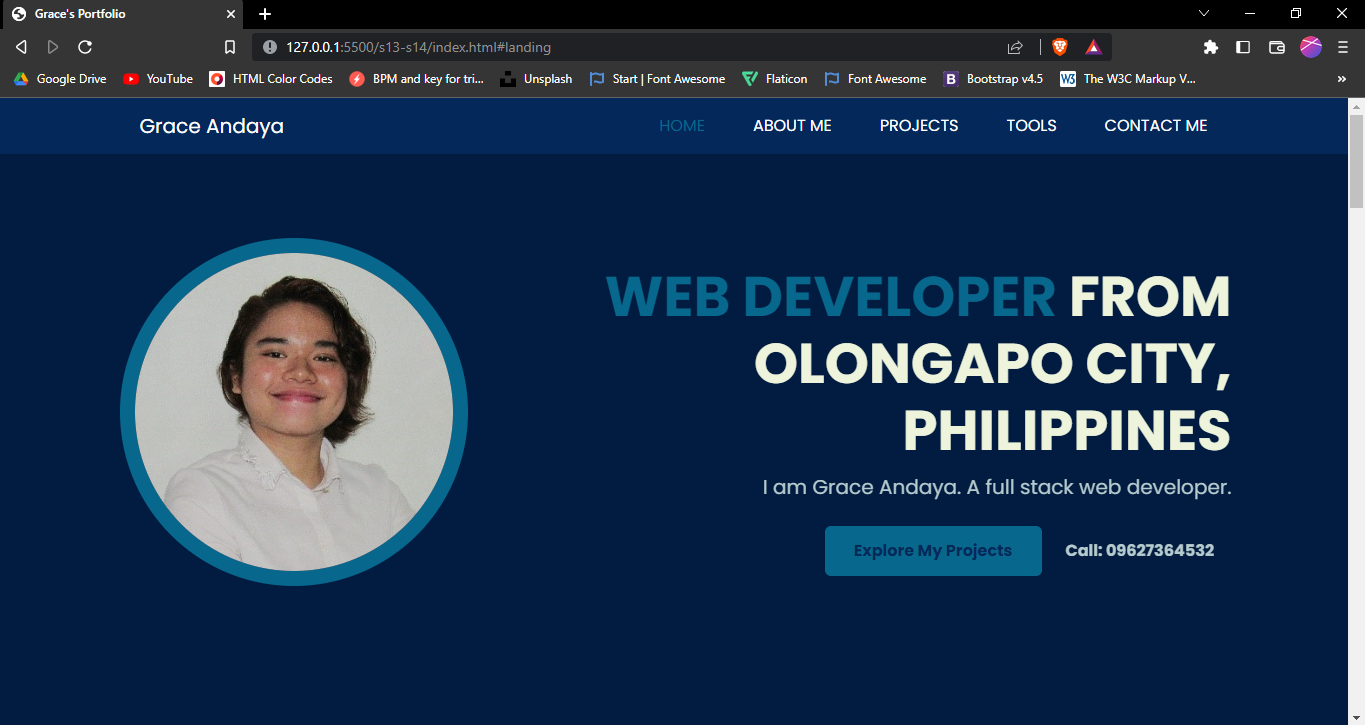 Grace's Portfolio
127.0.0.1:5500/s13-s14/index.html#landing
Google Drive YouTube HTML Color Codes BPM and key for tri... Unsplash Start | Font Awesome Flaticon Font Awesome B Bootstrap v4.5 W3 The W3C Markup V... »
Grace Andaya HOME ABOUT ME PROJECTS TOOLS CONTACT ME
WEB DEVELOPER FROM
OLONGAPO CITY,
PHILIPPINES
I am Grace Andaya. A full stack web developer.
Explore My Projects Call: 09627364532